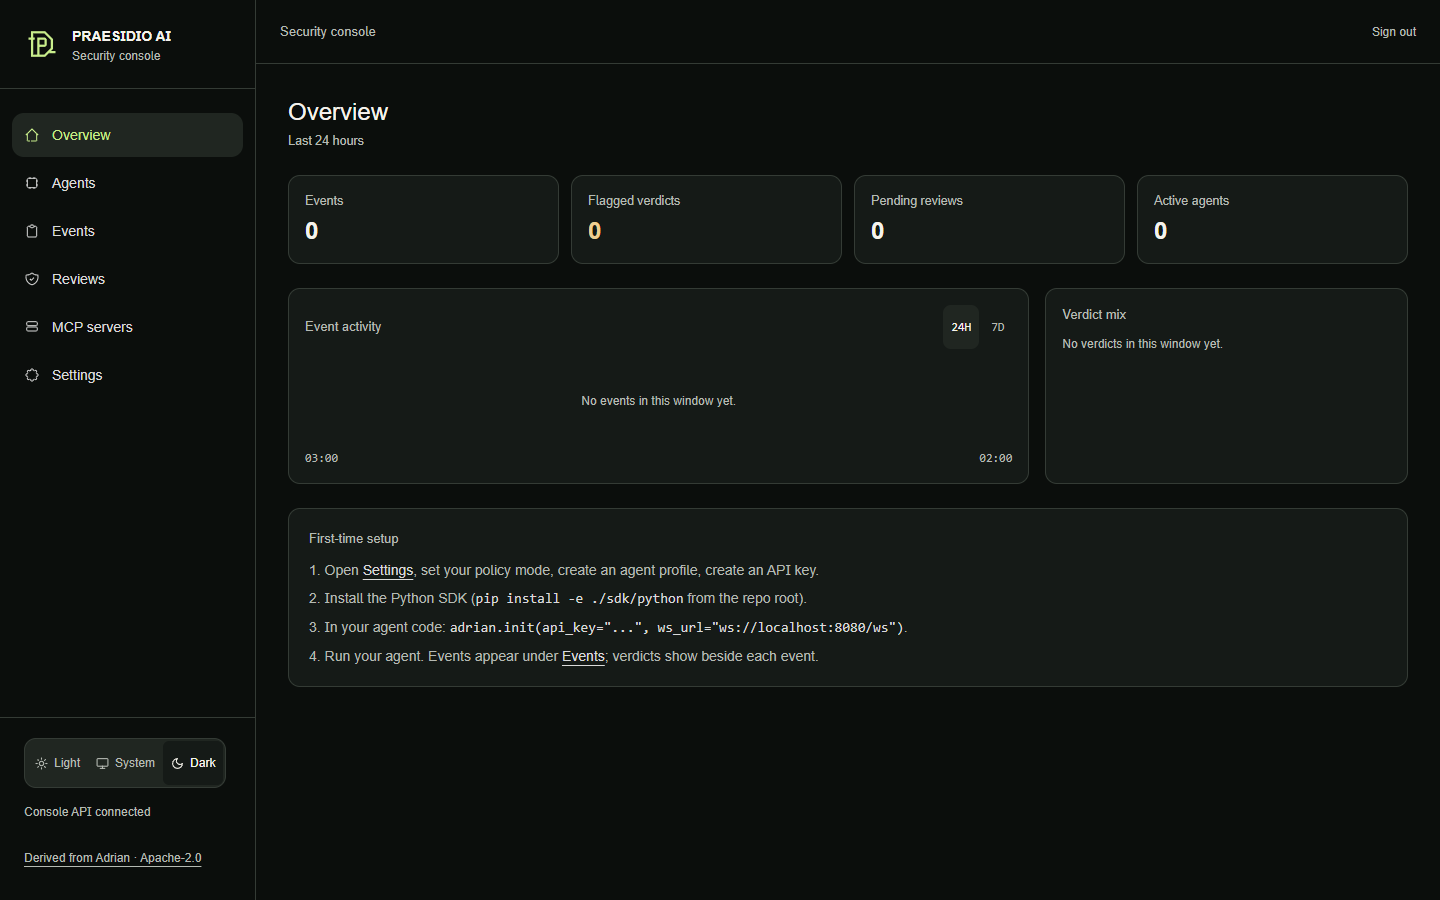 PRAESIDIO AI
Security console
Overview
Agents
Events
Reviews
MCP servers
Settings
Light
System
Dark
Console API connected
Derived from Adrian · Apache-2.0
Security console
Sign out
Overview
Last 24 hours
Events
0
Flagged verdicts
0
Pending reviews
0
Active agents
0
Event activity
24H
7D
No events in this window yet.
03:00
02:00
Verdict mix
No verdicts in this window yet.
First-time setup
1. Open Settings, set your policy mode, create an agent profile, create an API key.
2. Install the Python SDK (pip install -e ./sdk/python from the repo root).
3. In your agent code: adrian.init(api_key="...", ws_url="ws://localhost:8080/ws").
4. Run your agent. Events appear under Events; verdicts show beside each event.